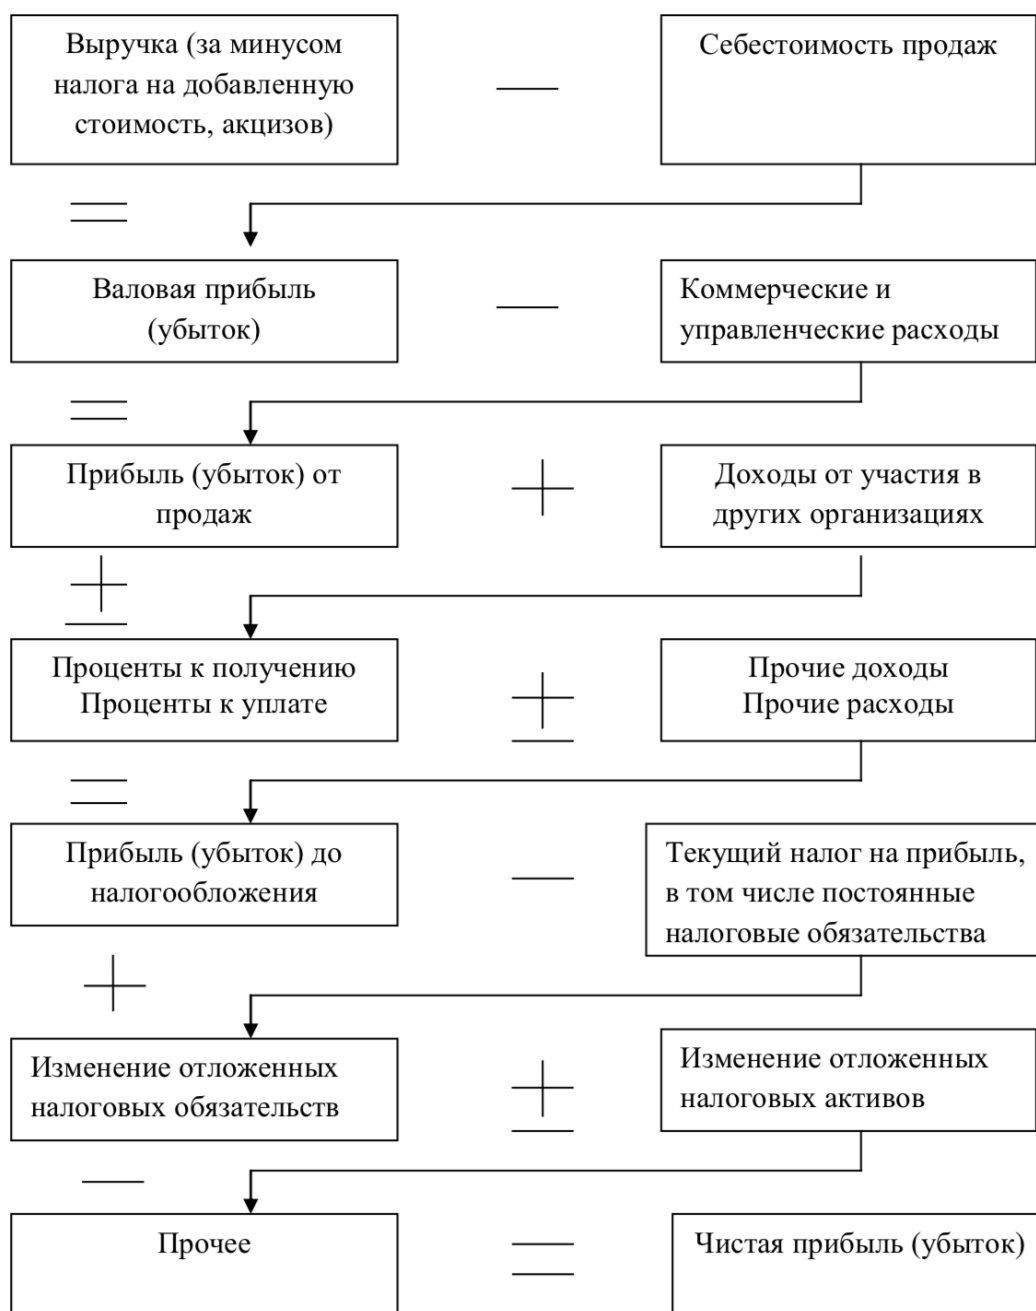 Выручка (за минусом
налога на добавленную
стоимость, акцизов)
—
Себестоимость продаж
=
Валовая прибыль
(убыток)
—
Коммерческие и
управленческие расходы
=
Прибыль (убыток) от
продаж
+
Доходы от участия в
других организациях
±
Проценты к получению
Проценты к уплате
±
Прочие доходы
Прочие расходы
=
Прибыль (убыток) до
налогообложения
—
Текущий налог на прибыль,
в том числе постоянные
налоговые обязательства
+
Изменение отложенных
налоговых обязательств
±
Изменение отложенных
налоговых активов
—
Прочее
=
Чистая прибыль (убыток)